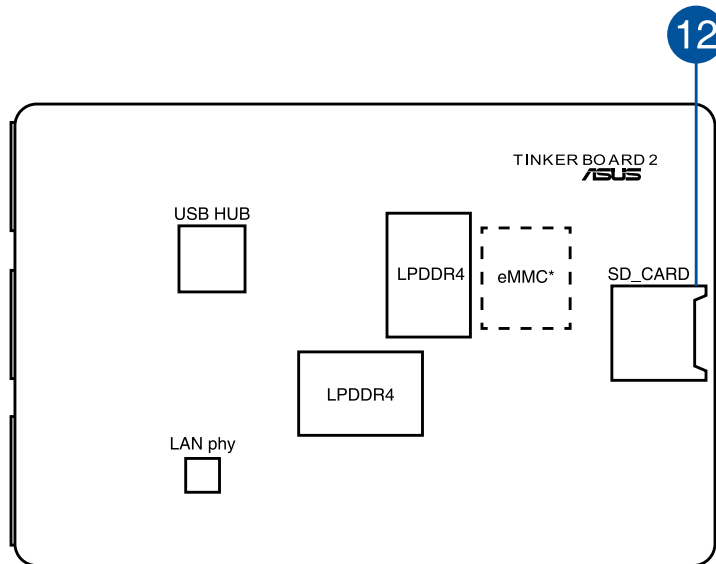 12
TINKER BOARD 2
ASUS
USB HUB
LPDDR4
eMMC*
SD_CARD
LPDDR4
LAN phy